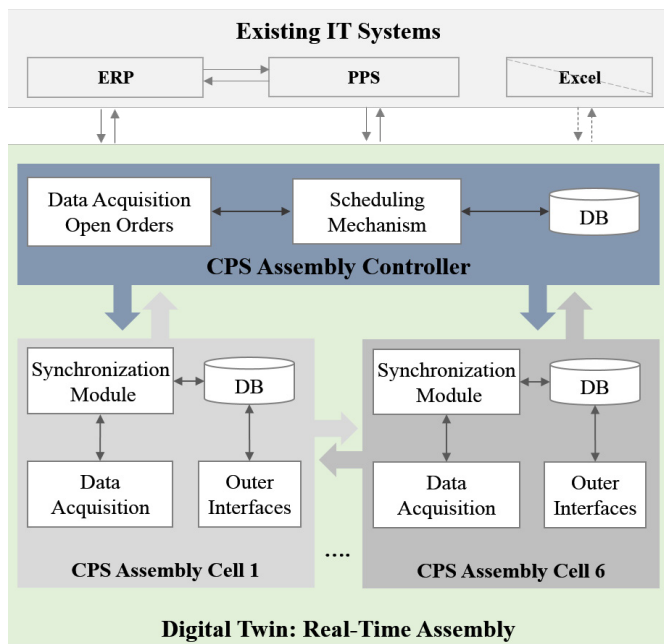 Existing IT Systems
ERP
PPS
Excel
Data Acquisition
Open Orders
Scheduling
Mechanism
DB
CPS Assembly Controller
Synchronization
Module
DB
Data
Acquisition
Outer
Interfaces
CPS Assembly Cell 1
....
Synchronization
Module
DB
Data
Acquisition
Outer
Interfaces
CPS Assembly Cell 6
Digital Twin: Real-Time Assembly